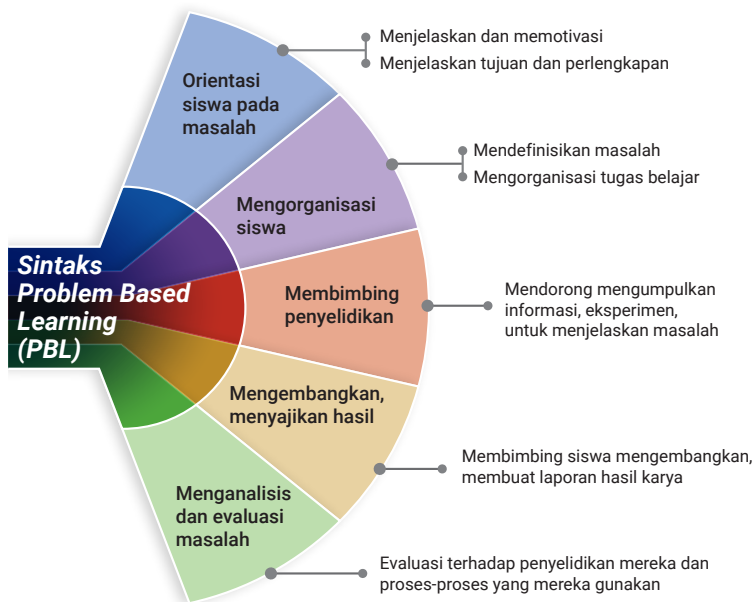 Sintaks
Problem Based
Learning
(PBL)
Orientasi
siswa pada
masalah
Menjelaskan dan memotivasi
Menjelaskan tujuan dan perlengkapan
Mengorganisasi
siswa
Mendefinisikan masalah
Mengorganisasi tugas belajar
Membimbing
penyelidikan
Mendorong mengumpulkan
informasi, eksperimen,
untuk menjelaskan masalah
Mengembangkan,
menyajikan hasil
Membimbing siswa mengembangkan,
membuat laporan hasil karya
Menganalisis
dan evaluasi
masalah
Evaluasi terhadap penyelidikan mereka dan
proses-proses yang mereka gunakan